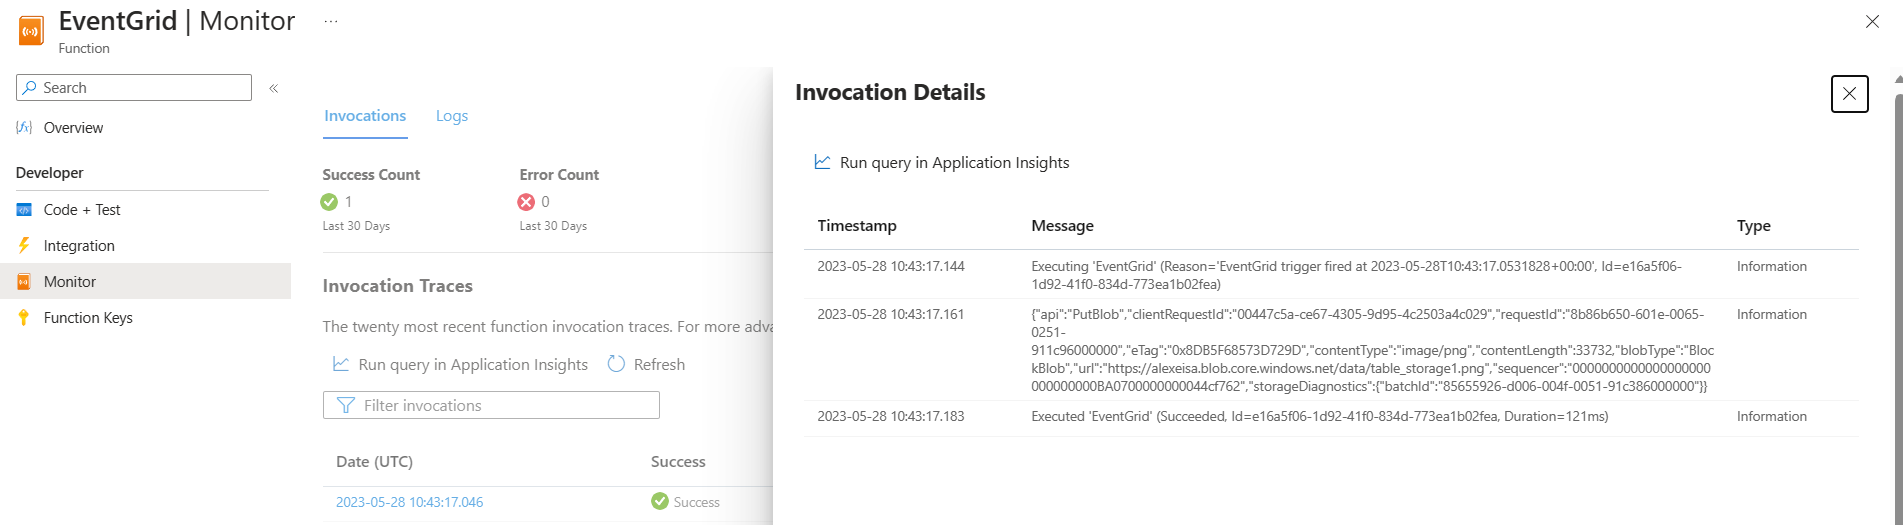 EventGrid | Monitor
...
Function
Search
«
Overview
Developer
Code + Test
Integration
Monitor
Function Keys
Invocations
Logs
Success Count
Error Count
1
0
Last 30 Days
Last 30 Days
Invocation Traces
The twenty most recent function invocation traces. For more adva
Run query in Application Insights
Refresh
Filter invocations
Date (UTC)
Success
2023-05-28 10:43:17.046
Success
Invocation Details
Run query in Application Insights
Timestamp
Message
Type
2023-05-28 10:43:17.144
Executing 'EventGrid' (Reason='EventGrid trigger fired at 2023-05-28T10:43:17.0531828+00:00', Id=e16a5f06-
1d92-41f0-834d-773ea1b02fea)
Information
2023-05-28 10:43:17.161
{"api":"PutBlob","clientRequestId":"00447c5a-ce67-4305-9d95-4c2503a4c029","requestId":"8b86b650-601e-0065-
0251-
911c96000000","eTag":"0x8DB5F68573D729D","contentType":"image/png","contentLength":33732,"blobType":"Bloc
kBlob","url":"https://alexeisa.blob.core.windows.net/data/table_storage1.png","sequencer":"0000000000000000000
000000000BA0700000000044cf762","storageDiagnostics":{"batchId":"85655926-d006-004f-0051-91c386000000"}}
Information
2023-05-28 10:43:17.183
Executed 'EventGrid' (Succeeded, Id=e16a5f06-1d92-41f0-834d-773ea1b02fea, Duration=121ms)
Information